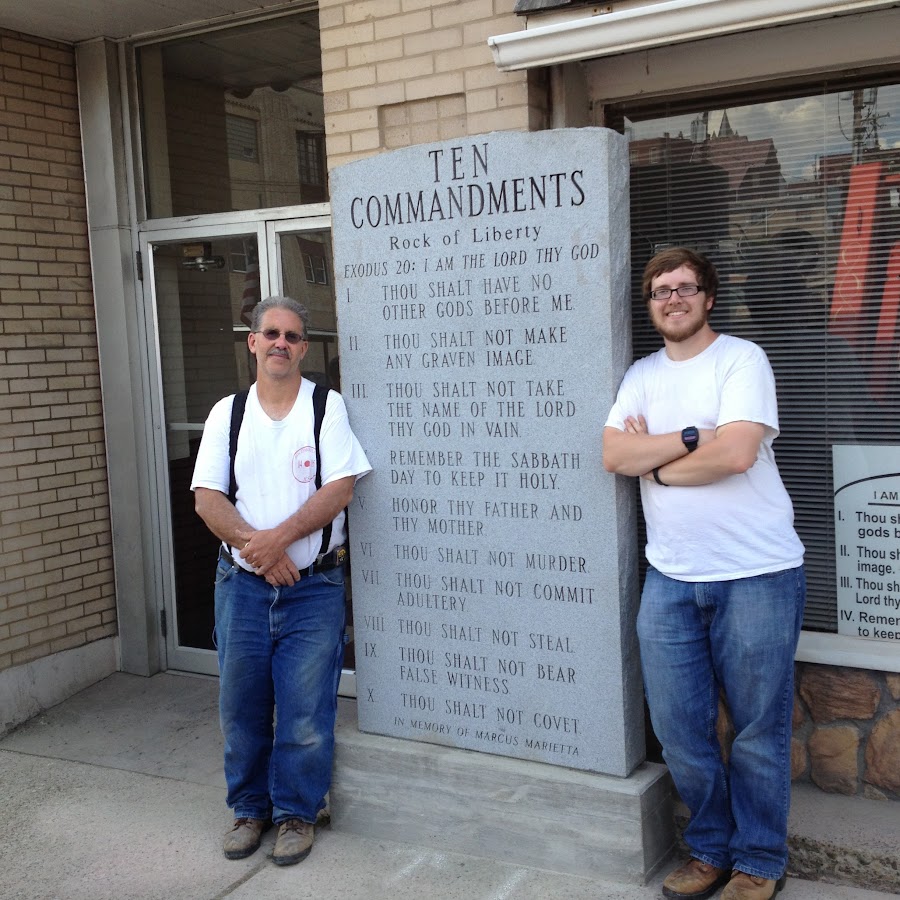 TEN
COMMANDMENTS
Rock of Liberty
EXODUS 20: I AM THE LORD THY GOD
I THOU SHALT HAVE NO
OTHER GODS BEFORE ME
II THOU SHALT NOT MAKE
ANY GRAVEN IMAGE
III THOU SHALT NOT TAKE
THE NAME OF THE LORD
THY GOD IN VAIN.
REMEMBER THE SABBATH
DAY TO KEEP IT HOLY.
V HONOR THY FATHER AND
THY MOTHER.
VI THOU SHALT NOT MURDER.
VII THOU SHALT NOT COMMIT
ADULTERY
VIII THOU SHALT NOT STEAL.
IX THOU SHALT NOT BEAR
FALSE WITNESS
X THOU SHALT NOT COVET
IN MEMORY OF MARCUS MARIETTA
I AM
I. Thou sh
gods b
II. Thou sh
image.
III. Thou sh
Lord thy
IV. Remem
to keep